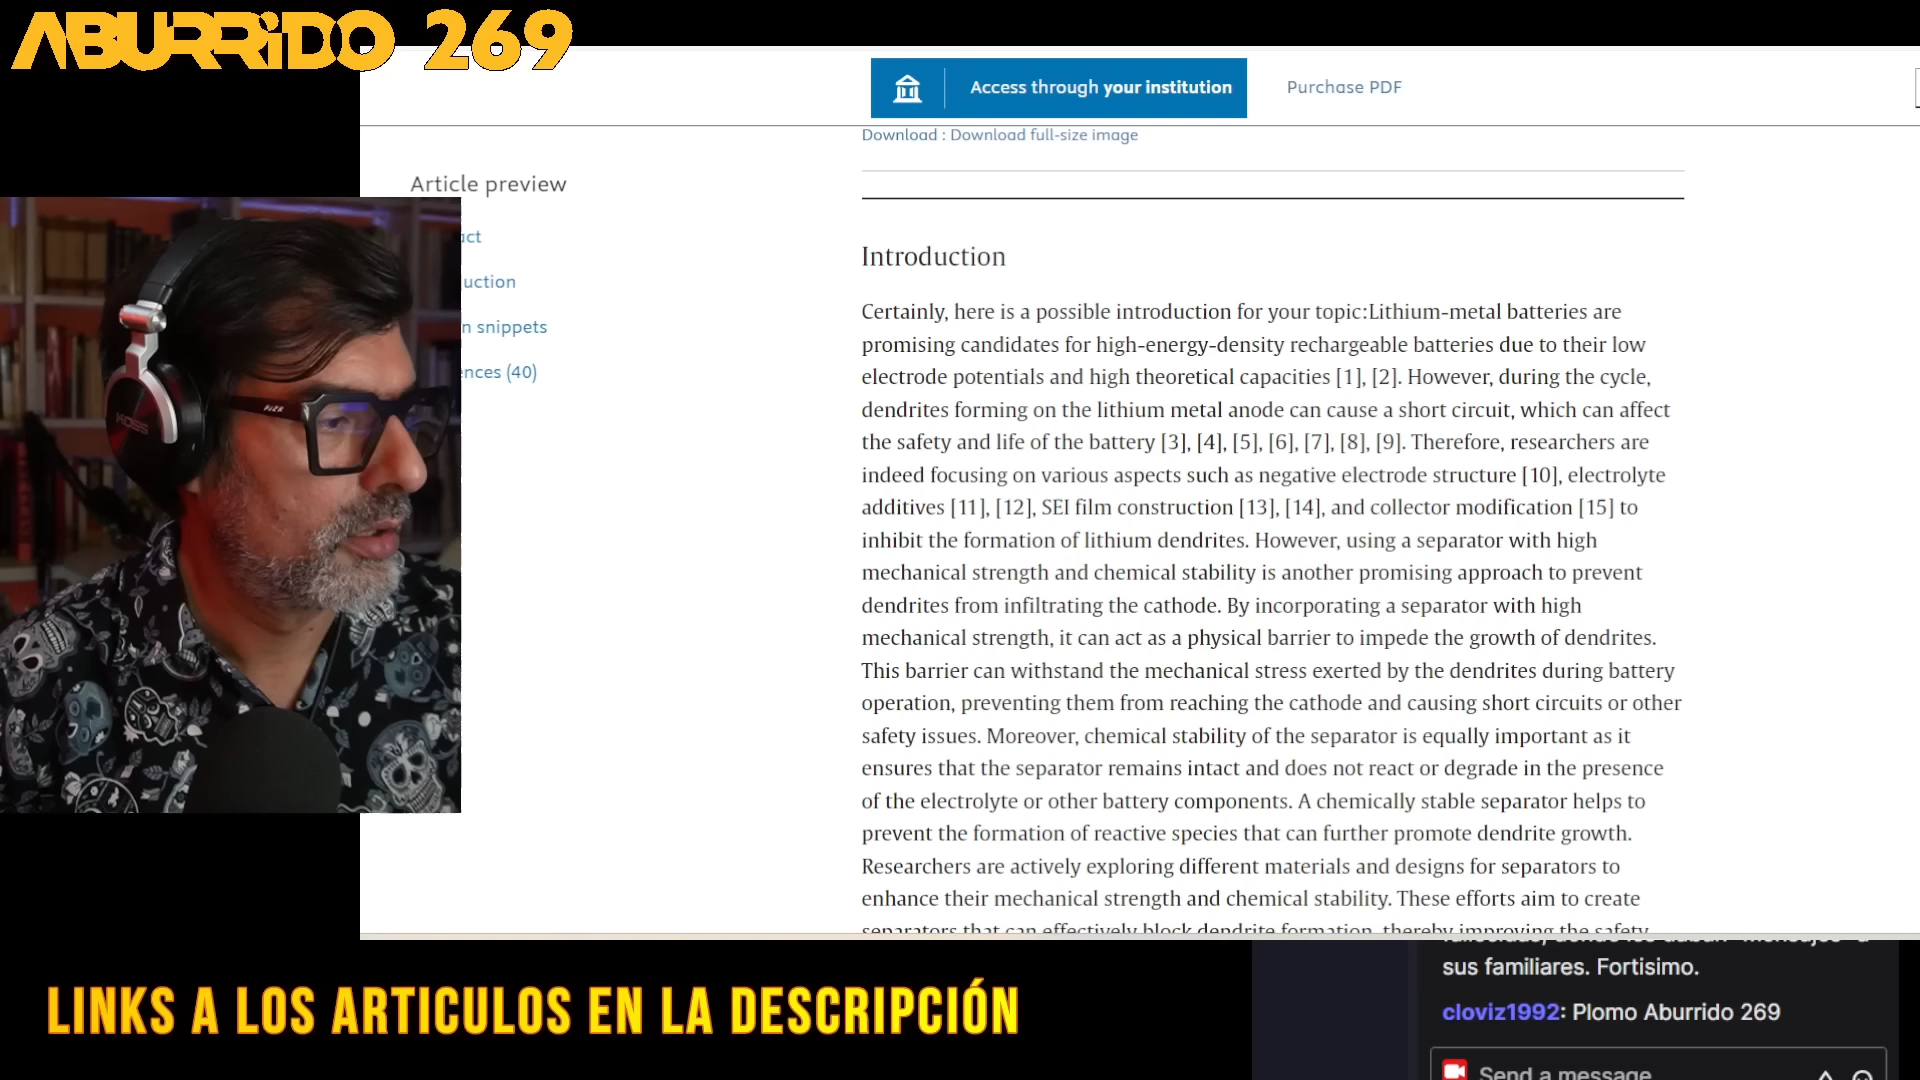 ABURRiDO 269
Access through your institution
Purchase PDF
Download : Download full-size image
Article preview
act
uction
n snippets
ences (40)
Introduction
Certainly, here is a possible introduction for your topic:Lithium-metal batteries are
promising candidates for high-energy-density rechargeable batteries due to their low
electrode potentials and high theoretical capacities [1], [2]. However, during the cycle,
dendrites forming on the lithium metal anode can cause a short circuit, which can affect
the safety and life of the battery [3], [4], [5], [6], [7], [8], [9]. Therefore, researchers are
indeed focusing on various aspects such as negative electrode structure [10], electrolyte
additives [11], [12], SEI film construction [13], [14], and collector modification [15] to
inhibit the formation of lithium dendrites. However, using a separator with high
mechanical strength and chemical stability is another promising approach to prevent
dendrites from infiltrating the cathode. By incorporating a separator with high
mechanical strength, it can act as a physical barrier to impede the growth of dendrites.
This barrier can withstand the mechanical stress exerted by the dendrites during battery
operation, preventing them from reaching the cathode and causing short circuits or other
safety issues. Moreover, chemical stability of the separator is equally important as it
ensures that the separator remains intact and does not react or degrade in the presence
of the electrolyte or other battery components. A chemically stable separator helps to
prevent the formation of reactive species that can further promote dendrite growth.
Researchers are actively exploring different materials and designs for separators to
enhance their mechanical strength and chemical stability. These efforts aim to create
separators that can effectively block dendrite formation, thereby improving the safety
KOSS
sus familiares. Fortisimo.
cloviz1992: Plomo Aburrido 269
Send a message
LINKS A LOS ARTICULOS EN LA DESCRIPCIÓN